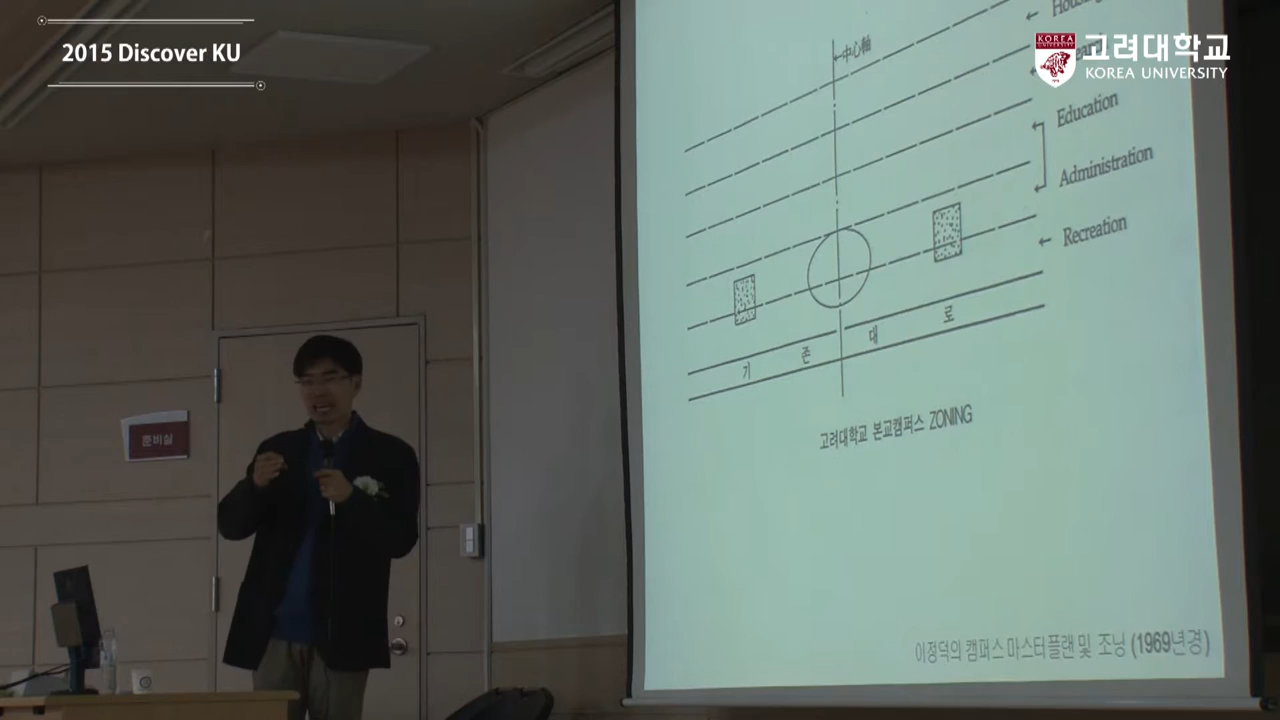 2015 Discover KU
KOREA
고려대학교
KOREA UNIVERSITY
中心軸
Education
Administration
Recreation
기 존 대 로
고려대학교 본교캠퍼스 ZONING
준비실
이정덕의 캠퍼스 마스터플랜 및 조닝 (1969년경)